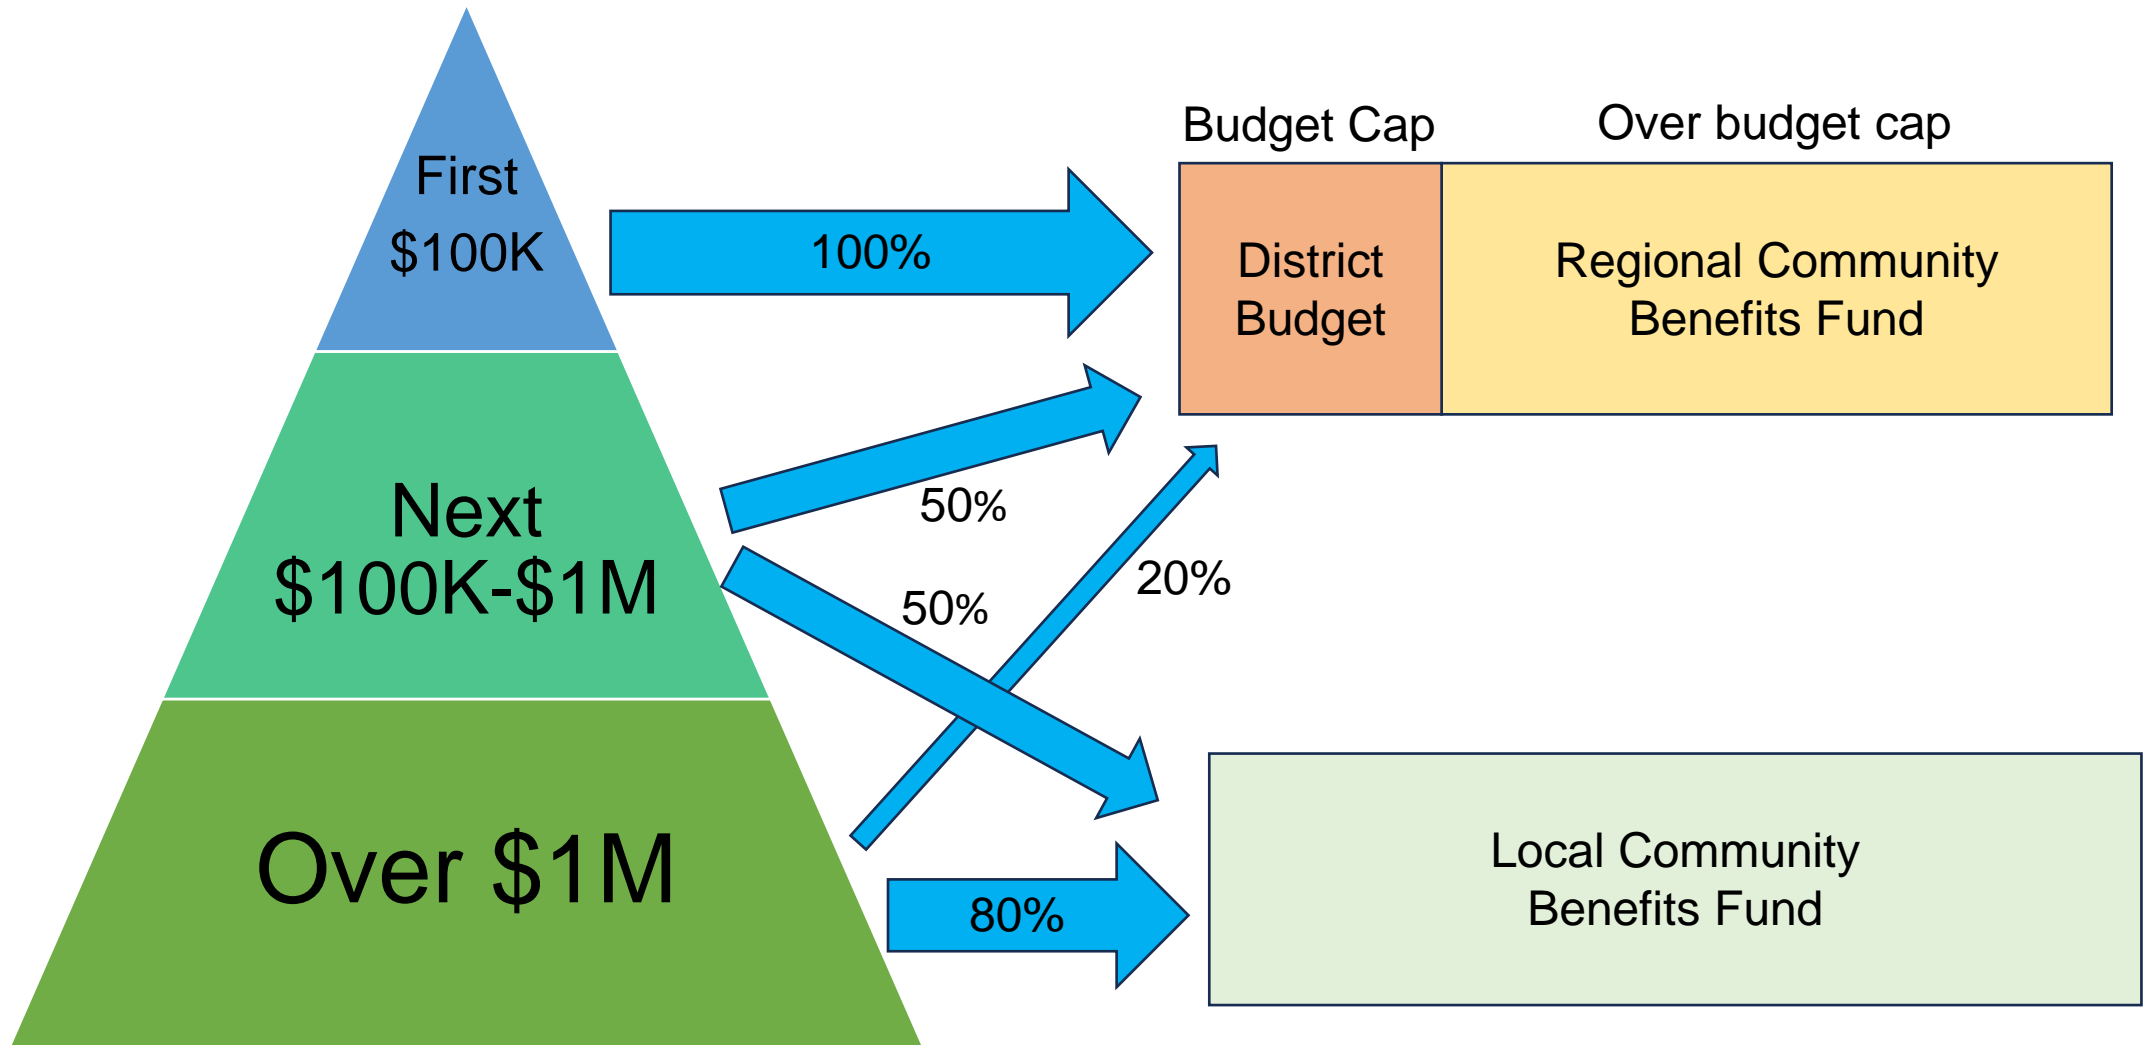 First
$100K
Next
$100K-$1M
Over $1M
100%
50%
50%
20%
80%
Budget Cap
Over budget cap
District
Budget
Regional Community
Benefits Fund
Local Community
Benefits Fund